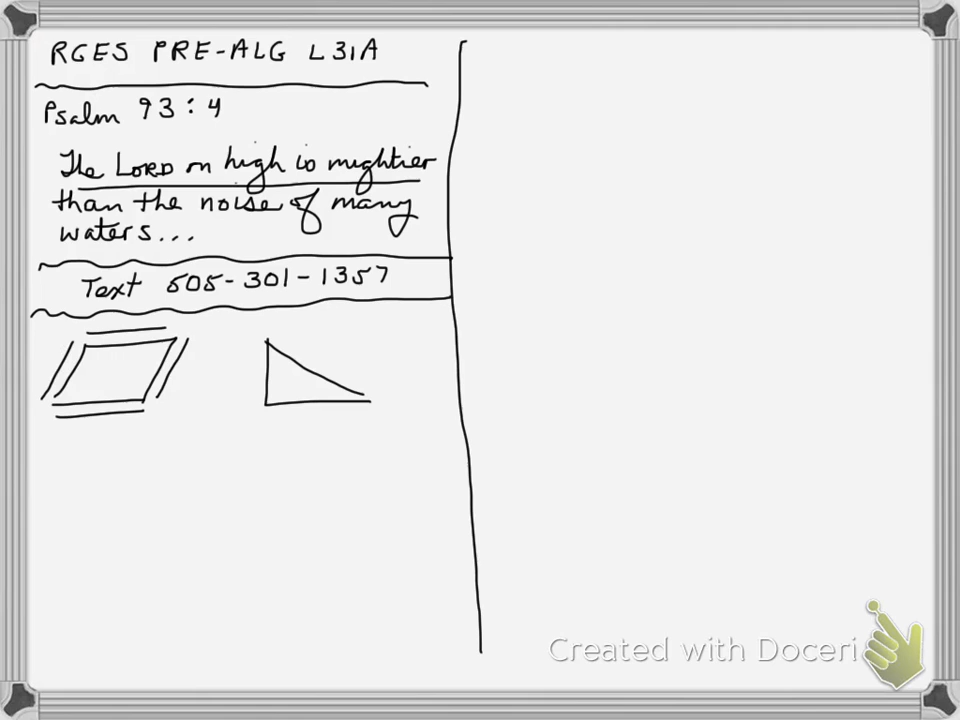 RGES PRE-ALG L31A
Psalm 93:4
The LORD on high is mightier
than the noise of many
waters...
Text 505-301-1357
Created with Doceri